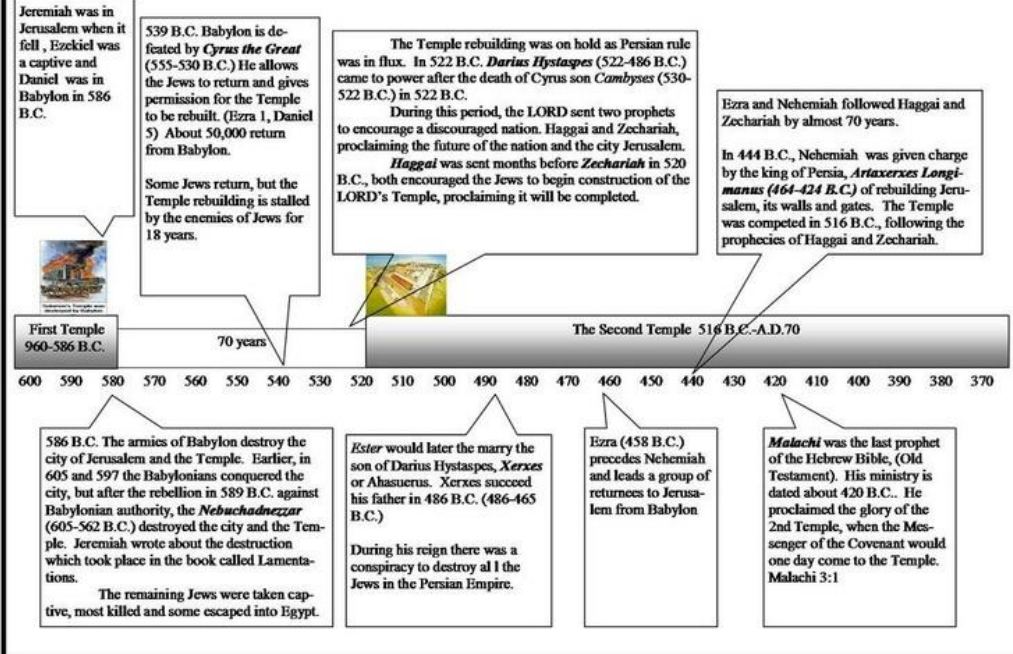 Jeremiah was in
Jerusalem when it
fell , Ezekiel was
a captive and
Daniel was in
Babylon in 586
B.C.
539 B.C. Babylon is de-
feated by Cyrus the Great
(555-530 B.C.) He allows
the Jews to return and gives
permission for the Temple
to be rebuilt. (Ezra 1, Daniel
5) About 50,000 return
from Babylon.
Some Jews return, but the
Temple rebuilding is stalled
by the enemies of Jews for
18 years.
The Temple rebuilding was on hold as Persian rule
was in flux. In 522 B.C. Darius Hystaspes (522-486 B.C.)
came to power after the death of Cyrus son Cambyses (530-
522 B.C.) in 522 B.C.
During this period, the LORD sent two prophets
to encourage a discouraged nation. Haggai and Zechariah,
proclaiming the future of the nation and the city Jerusalem.
Haggai was sent months before Zechariah in 520
B.C., both encouraged the Jews to begin construction of the
LORD's Temple, proclaiming it will be completed.
Ezra and Nehemiah followed Haggai and
Zechariah by almost 70 years.
In 444 B.C., Nehemiah was given charge
by the king of Persia, Artaxerxes Longi-
manus (464-424 B.C.) of rebuilding Jeru-
salem, its walls and gates. The Temple
was competed in 516 B.C., following the
prophecies of Haggai and Zechariah.
Solomon's Temple was
destroyed by Babylon
First Temple
960-586 B.C.
70 years
The Second Temple 516 B.C.-A.D.70
600 590 580 570 560 550 540 530 520 510 500 490 480 470 460 450 440 430 420 410 400 390 380 370
586 B.C. The armies of Babylon destroy the
city of Jerusalem and the Temple. Earlier, in
605 and 597 the Babylonians conquered the
city, but after the rebellion in 589 B.C. against
Babylonian authority, the Nebuchadnezzar
(605-562 B.C.) destroyed the city and the Tem-
ple. Jeremiah wrote about the destruction
which took place in the book called Lamenta-
tions.
The remaining Jews were taken cap-
tive, most killed and some escaped into Egypt.
Ester would later the marry the
son of Darius Hystaspes, Xerxes
or Ahasuerus. Xerxes succeed
his father in 486 B.C. (486-465
B.C.)
During his reign there was a
conspiracy to destroy al l the
Jews in the Persian Empire.
Ezra (458 B.C.)
precedes Nehemiah
and leads a group of
returnees to Jerusa-
lem from Babylon
Malachi was the last prophet
of the Hebrew Bible, (Old
Testament). His ministry is
dated about 420 B.C.. He
proclaimed the glory of the
2nd Temple, when the Mes-
senger of the Covenant would
one day come to the Temple.
Malachi 3:1